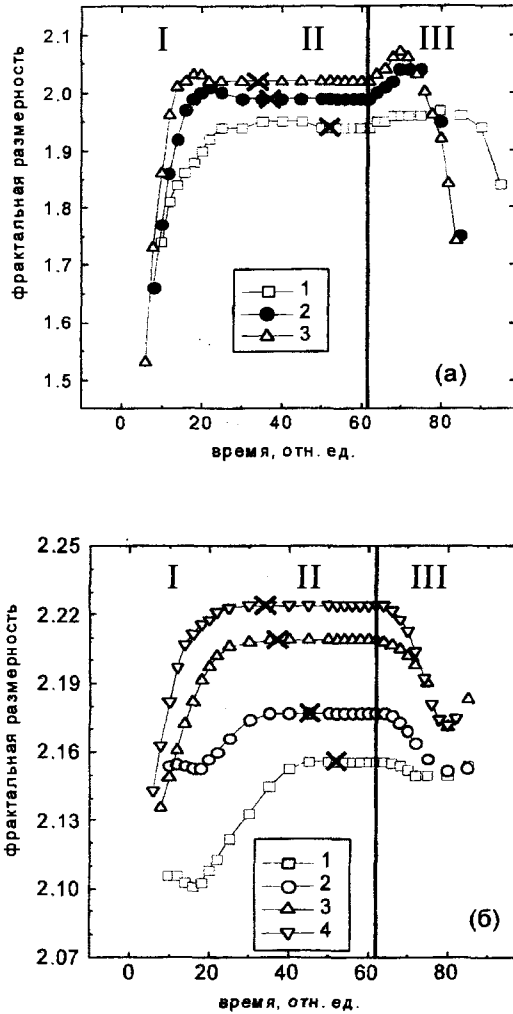 I II III
2.1
2.0
1.9
1.8
1.7
1.6
1.5
фрактальная размерность
1
2
3
(а)
0 20 40 60 80
время, отн. ед.
2.25
I II III
2.22
2.19
2.16
2.13
2.10
2.07
фрактальная размерность
1
2
3
4
(б)
0 20 40 60 80
время, отн. ед.